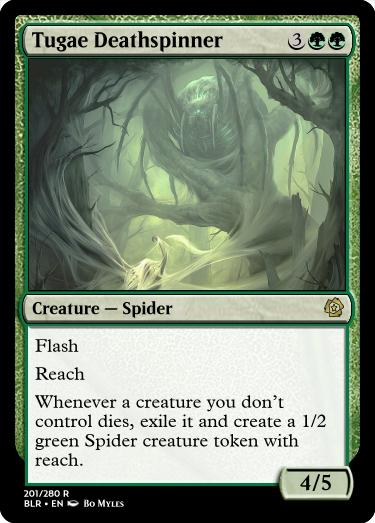 Tugae Deathspinner 3
Creature — Spider
Flash
Reach
Whenever a creature you don't
control dies, exile it and create a 1/2
green Spider creature token with
reach.
4/5
201/280 R
BLR • EN Bo Myles